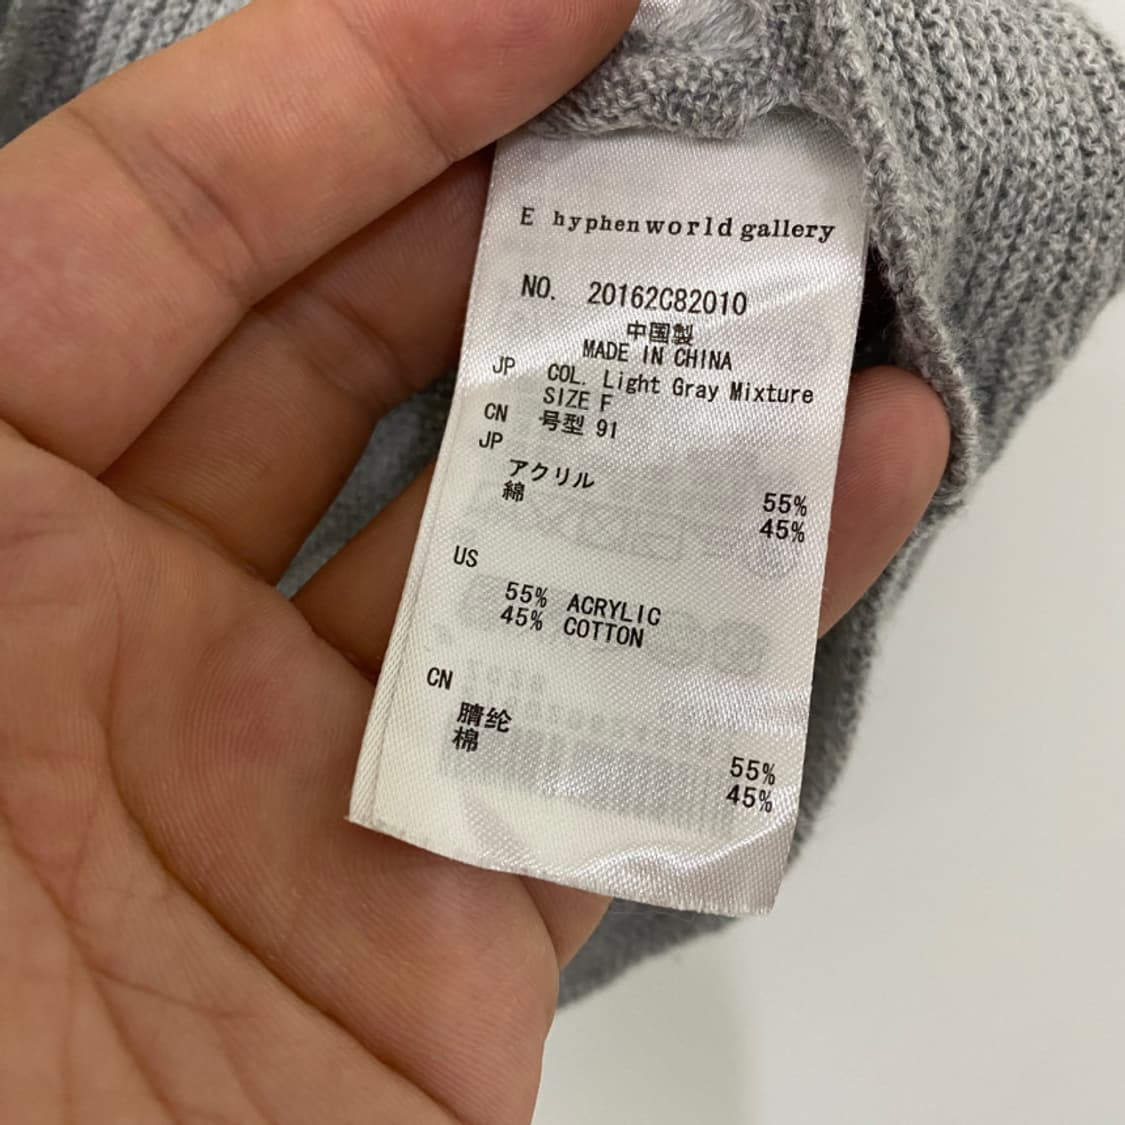 E hyphen world gallery
NO. 20162C82010
中国製
MADE IN CHINA
JP COL. Light Gray Mixture
SIZE F
CN 号型 91
JP
アクリル 55%
綿 45%
US
55% ACRYLIC
45% COTTON
CN
腈纶 55%
棉 45%